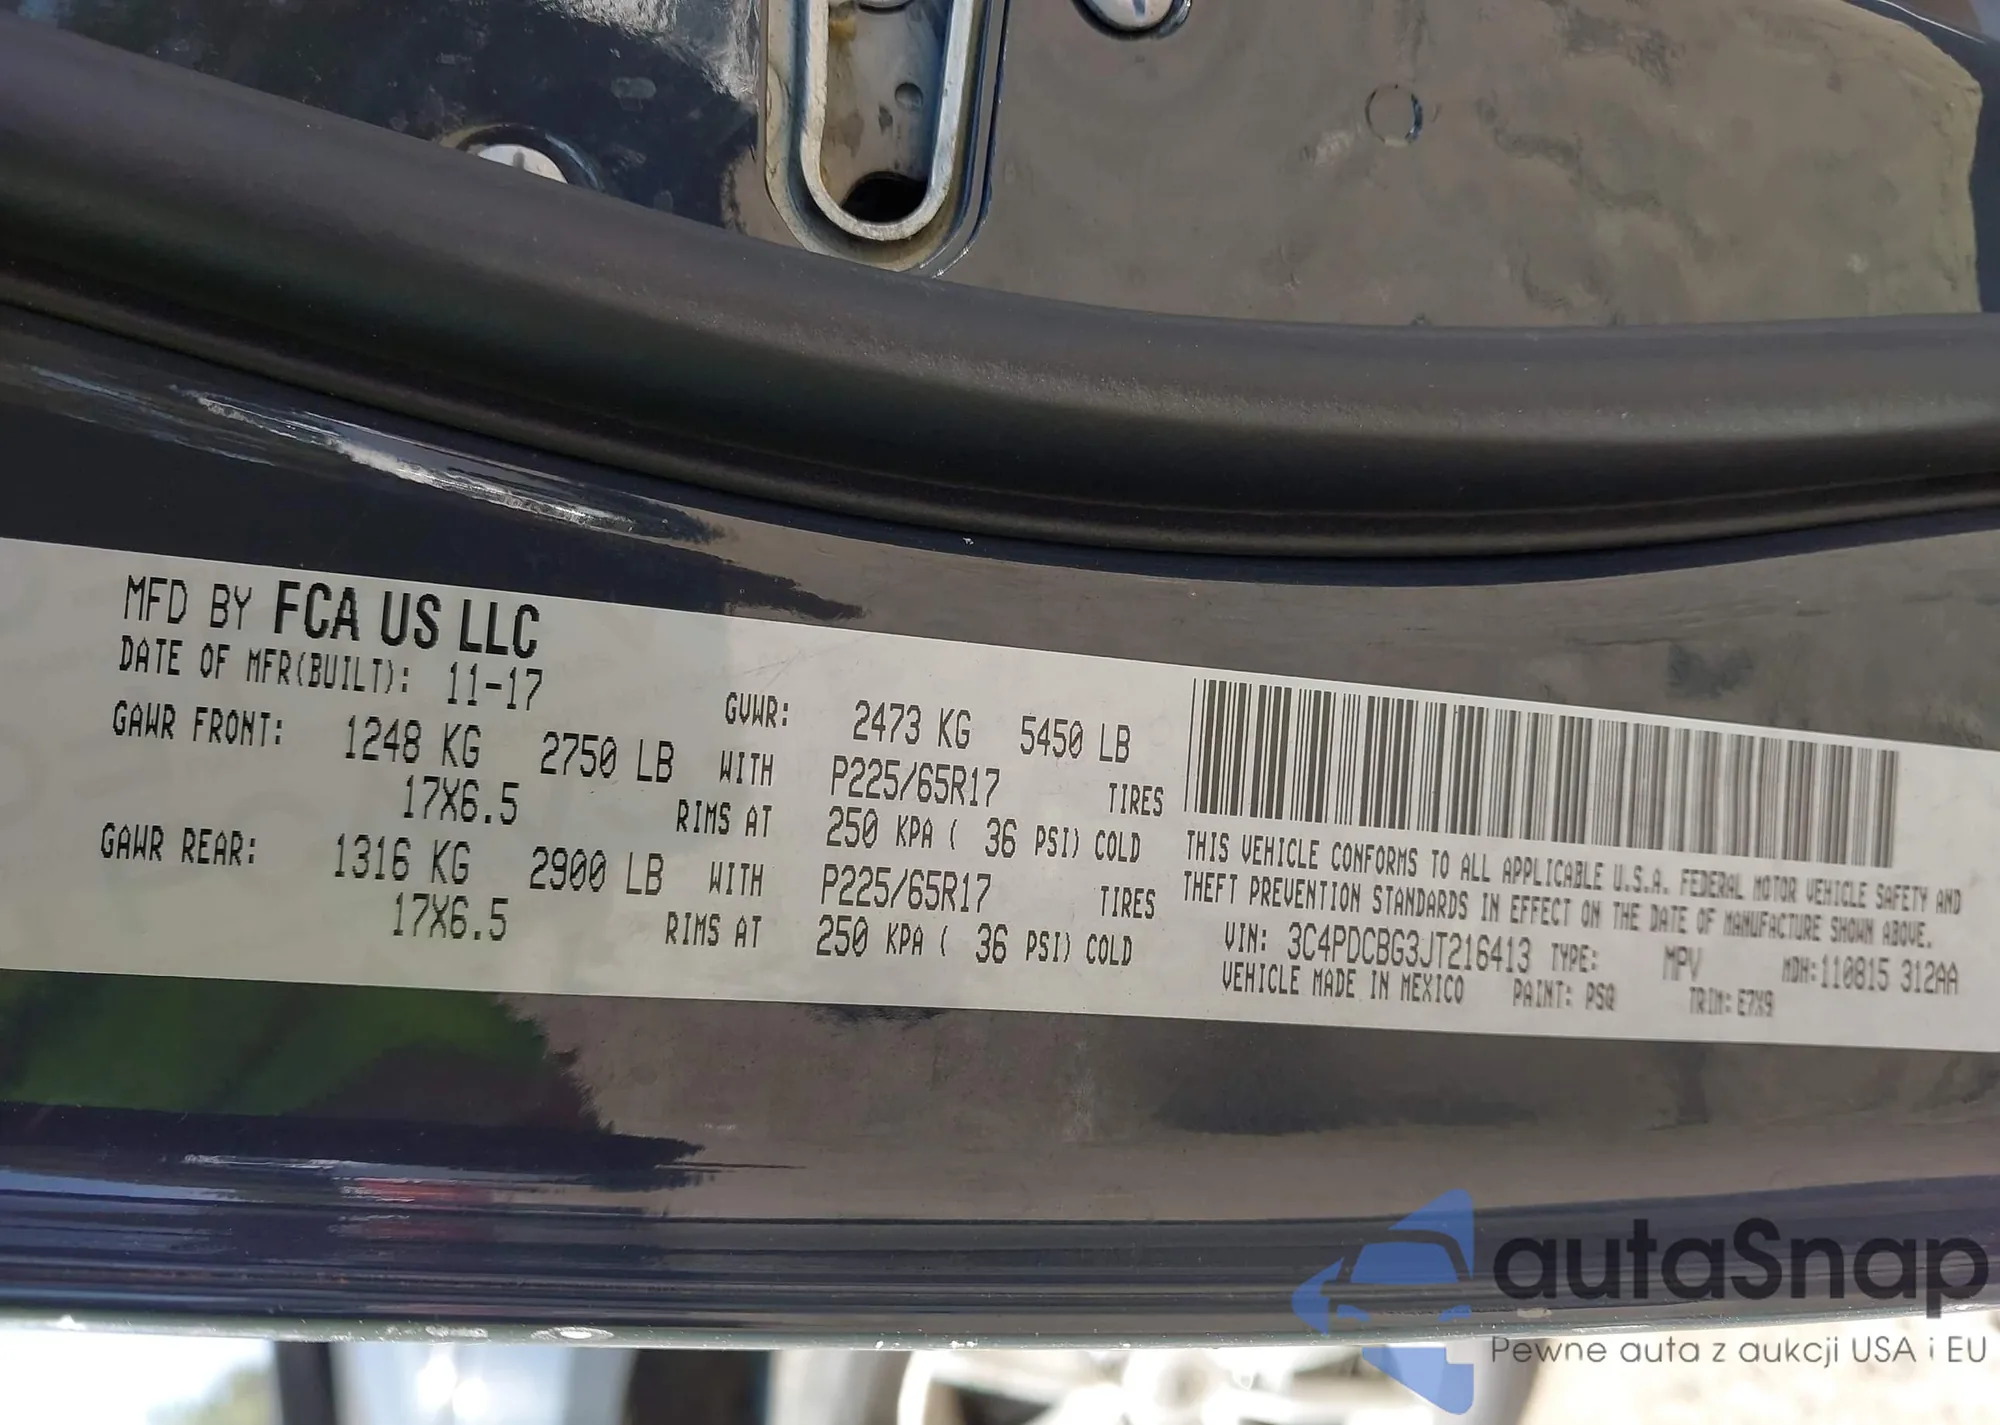 MFD BY FCA US LLC
DATE OF MFR(BUILT): 11-17
GAWR FRONT: 1248 KG 2750 LB WITH P225/65R17 TIRES
17X6.5 RIMS AT 250 KPA ( 36 PSI) COLD
GAWR REAR: 1316 KG 2900 LB WITH P225/65R17 TIRES
17X6.5 RIMS AT 250 KPA ( 36 PSI) COLD
GVWR: 2473 KG 5450 LB
THIS VEHICLE CONFORMS TO ALL APPLICABLE U.S.A. FEDERAL MOTOR VEHICLE SAFETY AND
THEFT PREVENTION STANDARDS IN EFFECT ON THE DATE OF MANUFACTURE SHOWN ABOVE.
VIN: 3C4PDCBG3JT216413 TYPE: MPV MDH:110815 312AA
VEHICLE MADE IN MEXICO PAINT: PSQ TRIM: E7X9
autaSnap
Pewne auta z aukcji USA i EU